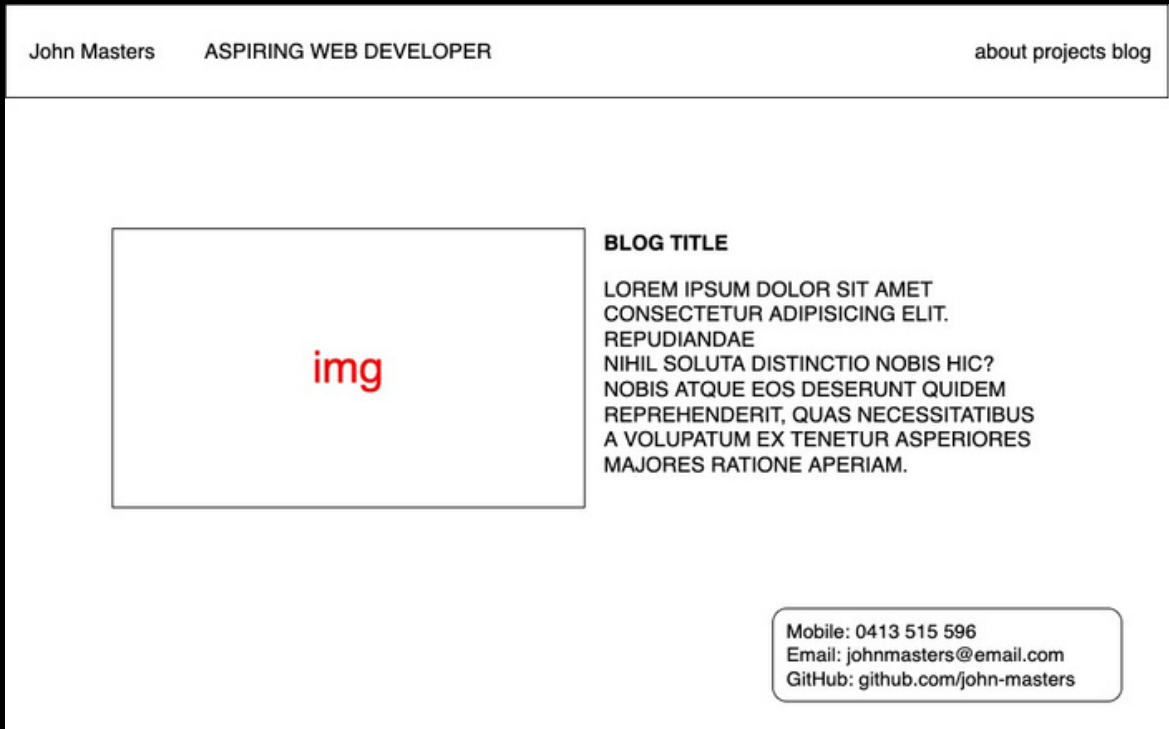 John Masters ASPIRING WEB DEVELOPER about projects blog
img
BLOG TITLE
LOREM IPSUM DOLOR SIT AMET
CONSECTETUR ADIPISICING ELIT.
REPUDIANDAE
NIHIL SOLUTA DISTINCTIO NOBIS HIC?
NOBIS ATQUE EOS DESERUNT QUIDEM
REPREHENDERIT, QUAS NECESSITATIBUS
A VOLUPATUM EX TENETUR ASPERIORES
MAJORES RATIONE APERIAM.
Mobile: 0413 515 596
Email: johnmasters@email.com
GitHub: github.com/john-masters